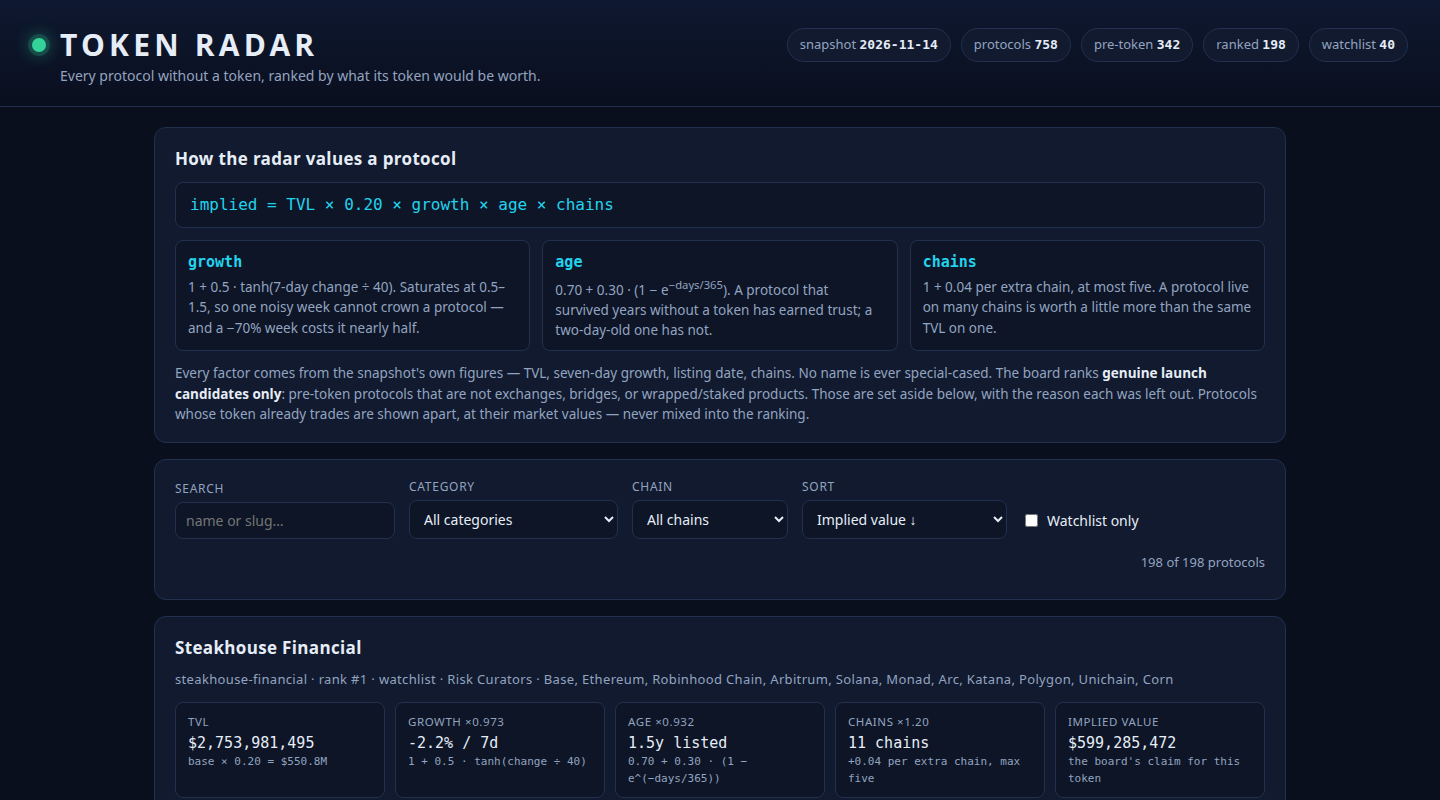 TOKEN RADAR
Every protocol without a token, ranked by what its token would be worth.
snapshot 2026-11-14
protocols 758
pre-token 342
ranked 198
watchlist 40
How the radar values a protocol
implied = TVL × 0.20 × growth × age × chains
growth
1 + 0.5 · tanh(7-day change ÷ 40). Saturates at 0.5–
1.5, so one noisy week cannot crown a protocol —
and a −70% week costs it nearly half.
age
0.70 + 0.30 · (1 − e−days/365). A protocol that
survived years without a token has earned trust; a
two-day-old one has not.
chains
1 + 0.04 per extra chain, at most five. A protocol live
on many chains is worth a little more than the same
TVL on one.
Every factor comes from the snapshot's own figures — TVL, seven-day growth, listing date, chains. No name is ever special-cased. The board ranks genuine launch
candidates only: pre-token protocols that are not exchanges, bridges, or wrapped/staked products. Those are set aside below, with the reason each was left out. Protocols
whose token already trades are shown apart, at their market values — never mixed into the ranking.
SEARCH
name or slug...
CATEGORY
All categories
CHAIN
All chains
SORT
Implied value ↓
Watchlist only
198 of 198 protocols
Steakhouse Financial
steakhouse-financial · rank #1 · watchlist · Risk Curators · Base, Ethereum, Robinhood Chain, Arbitrum, Solana, Monad, Arc, Katana, Polygon, Unichain, Corn
TVL
$2,753,981,495
base × 0.20 = $550.8M
GROWTH ×0.973
-2.2% / 7d
1 + 0.5 · tanh(change ÷ 40)
AGE ×0.932
1.5y listed
0.70 + 0.30 · (1 −
e^(−days/365))
CHAINS ×1.20
11 chains
+0.04 per extra chain, max
five
IMPLIED VALUE
$599,285,472
the board's claim for this
token